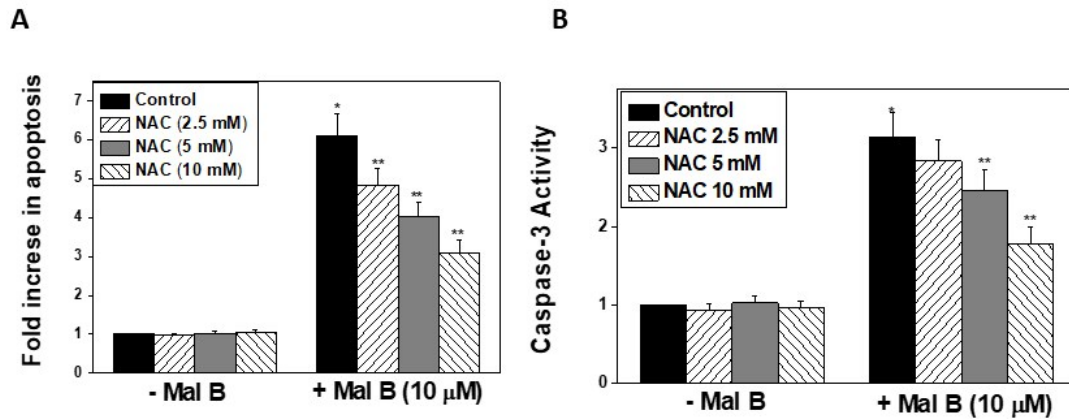 A
Fold increse in apoptosis
7
6
5
4
3
2
1
0
Control
NAC (2.5 mM)
NAC (5 mM)
NAC (10 mM)
*
**
**
**
- Mal B
+ Mal B (10 μM)
B
Caspase-3 Activity
3
2
1
0
Control
NAC 2.5 mM
NAC 5 mM
NAC 10 mM
*
**
**
- Mal B
+ Mal B (10 μM)